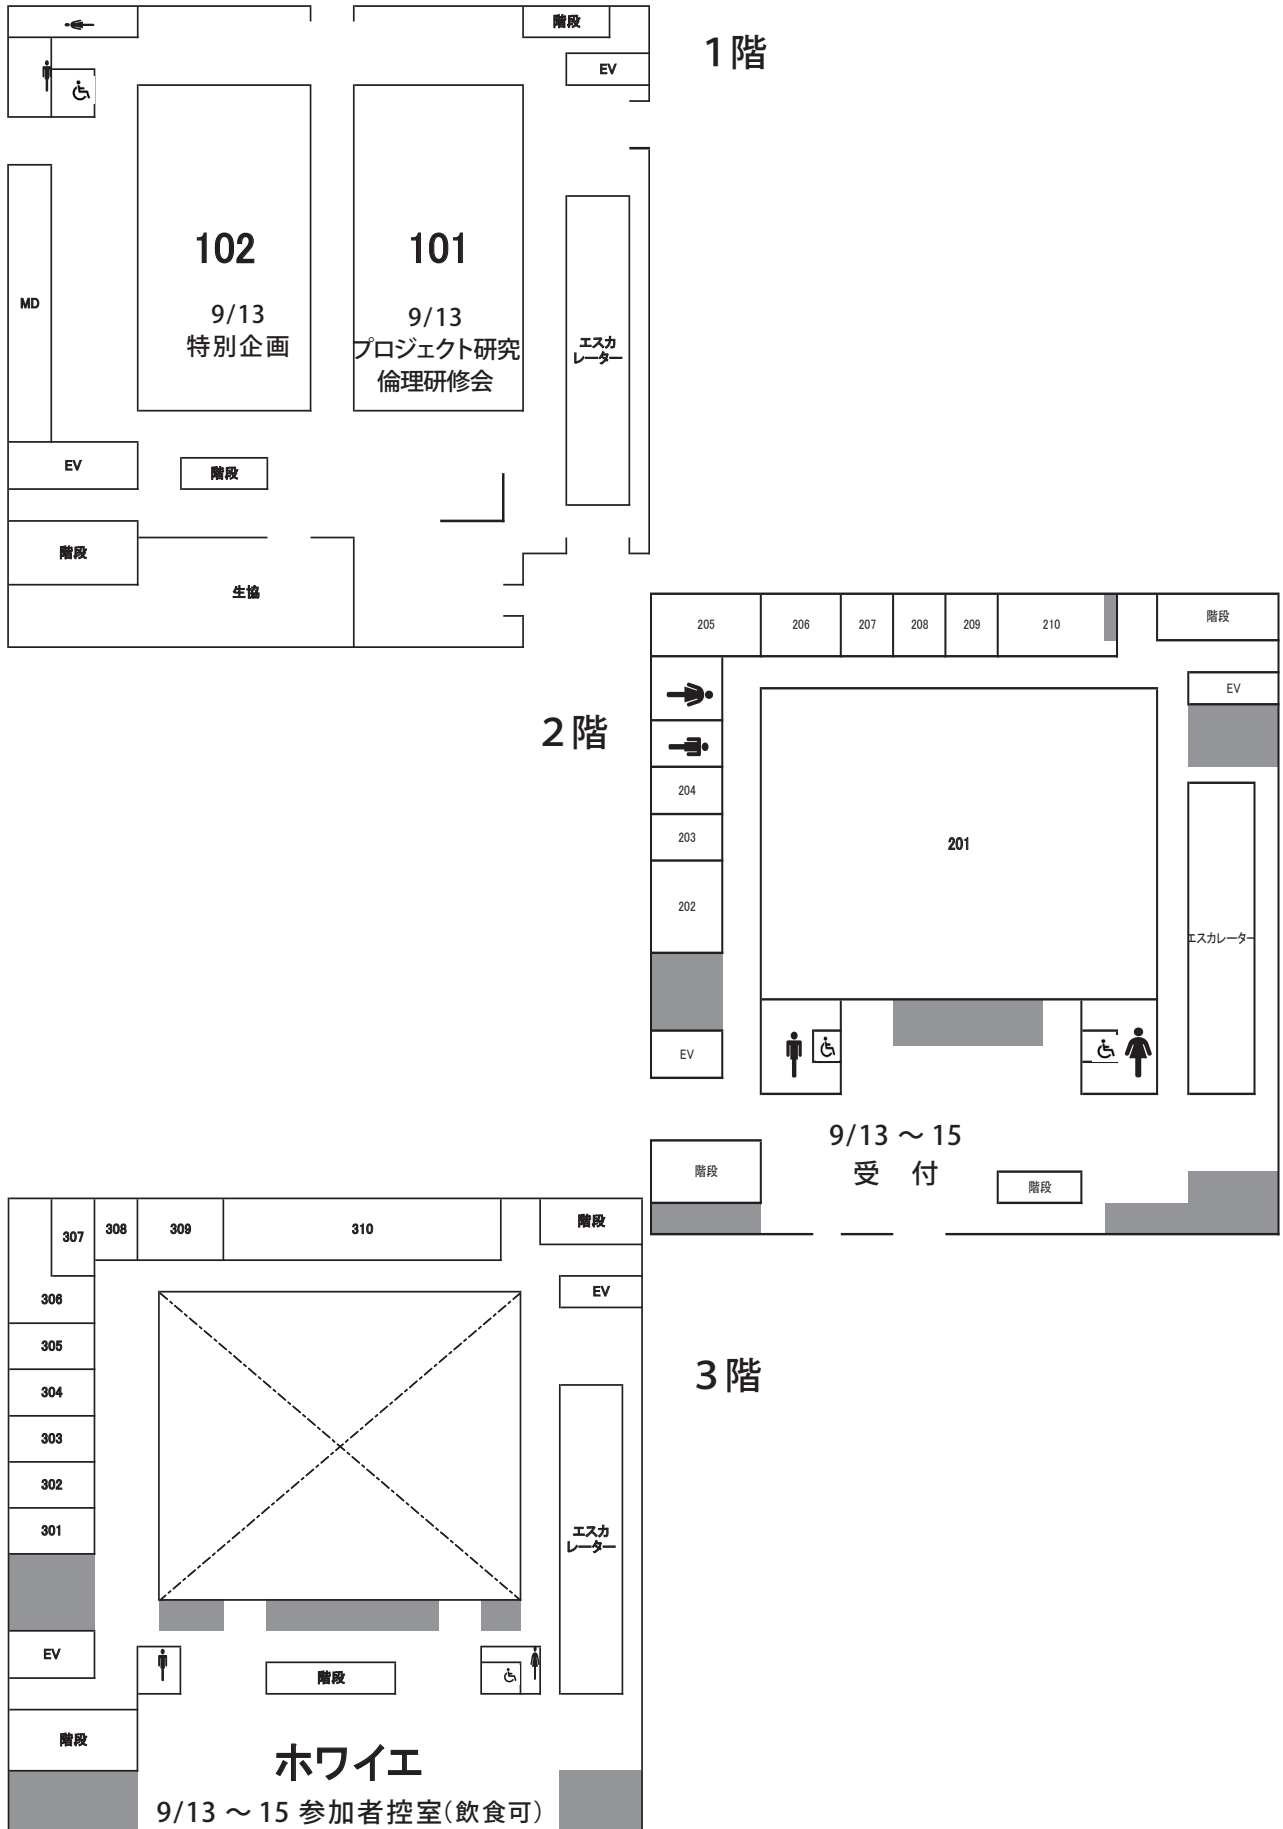 階段
1階
EV
102
101
9/13
特別企画
9/13
プロジェクト研究
倫理研修会
MD
エスカ
レーター
EV
階段
階段
生協
2階
205
206
207
208
209
210
階段
EV
204
203
202
201
エスカレーター
EV
9/13 ～ 15
受 付
階段
階段
3階
307
308
309
310
階段
EV
306
305
304
303
302
301
エスカ
レーター
EV
階段
階段
ホワイエ
9/13 ～ 15 参加者控室(飲食可)